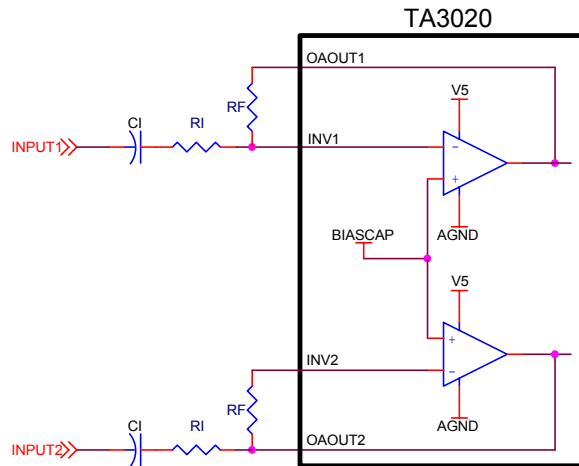 TA3020
OAOUT1
V5
CI
RI
RF
INPUT1
INV1
-
+
BIASCAP
AGND
V5
+
INV2
-
RF
CI
RI
AGND
INPUT2
OAOUT2